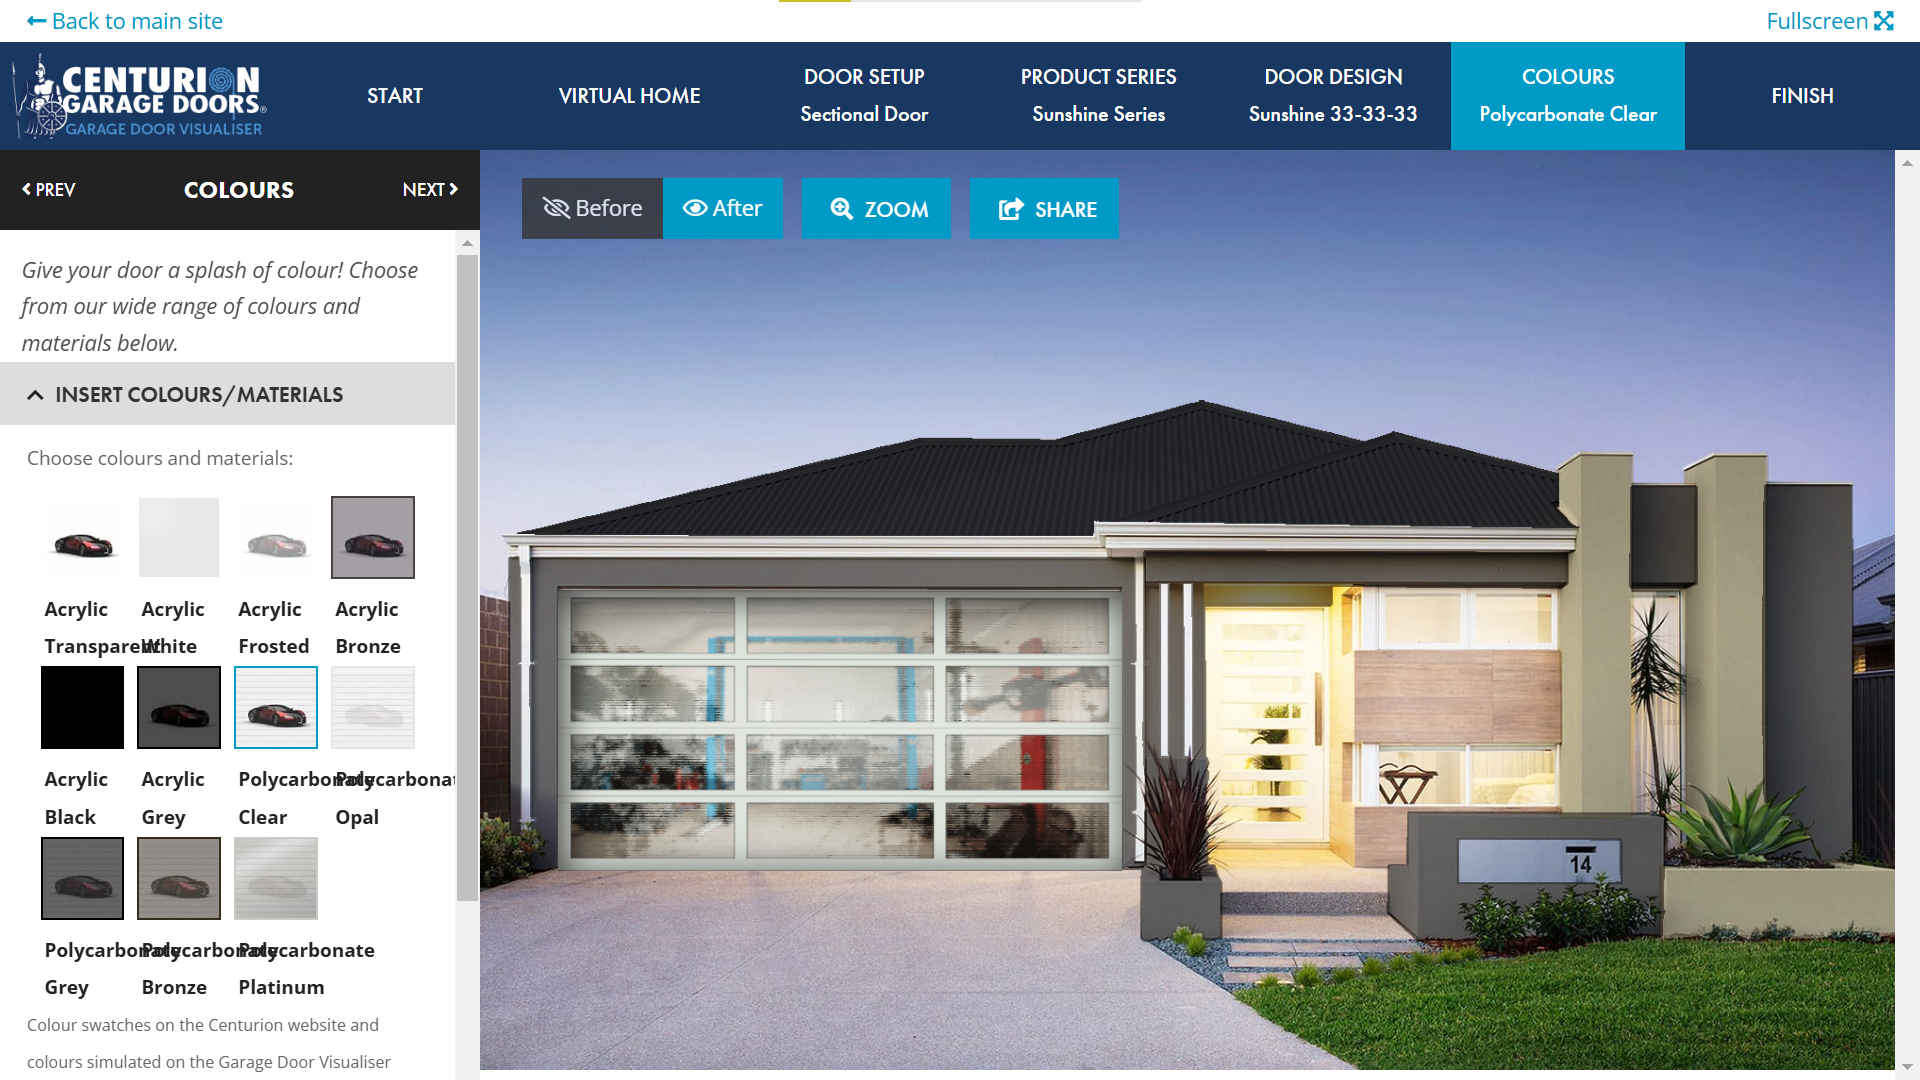 Back to main site
Fullscreen
CENTURION
GARAGE DOORS®
GARAGE DOOR VISUALISER
START
VIRTUAL HOME
DOOR SETUP
Sectional Door
PRODUCT SERIES
Sunshine Series
DOOR DESIGN
Sunshine 33-33-33
COLOURS
Polycarbonate Clear
FINISH
PREV
COLOURS
NEXT
Before
After
ZOOM
SHARE
Give your door a splash of colour! Choose
from our wide range of colours and
materials below.
INSERT COLOURS/MATERIALS
Choose colours and materials:
Acrylic
Transparent
Acrylic
White
Acrylic
Frosted
Acrylic
Bronze
Acrylic
Black
Acrylic
Grey
Polycarbonate
Clear
Polycarbonat
Opal
Polycarbonate
Grey
Polycarbonate
Bronze
Polycarbonate
Platinum
Colour swatches on the Centurion website and
colours simulated on the Garage Door Visualiser
14